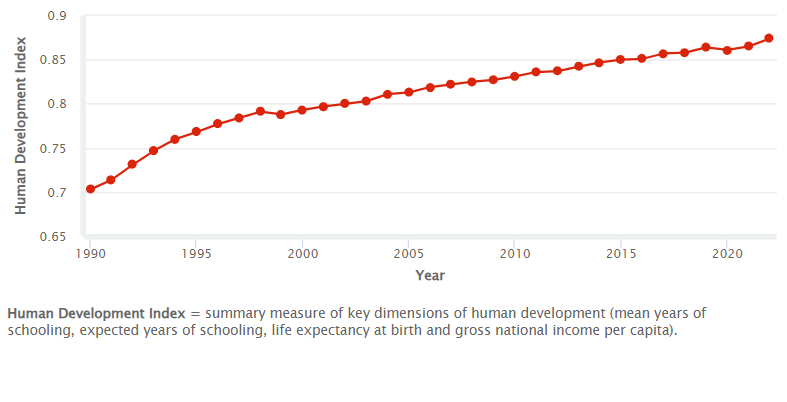 0.9
0.85
0.8
0.75
0.7
0.65
Human Development Index
1990 1995 2000 2005 2010 2015 2020
Year
Human Development Index = summary measure of key dimensions of human development (mean years of
schooling, expected years of schooling, life expectancy at birth and gross national income per capita).